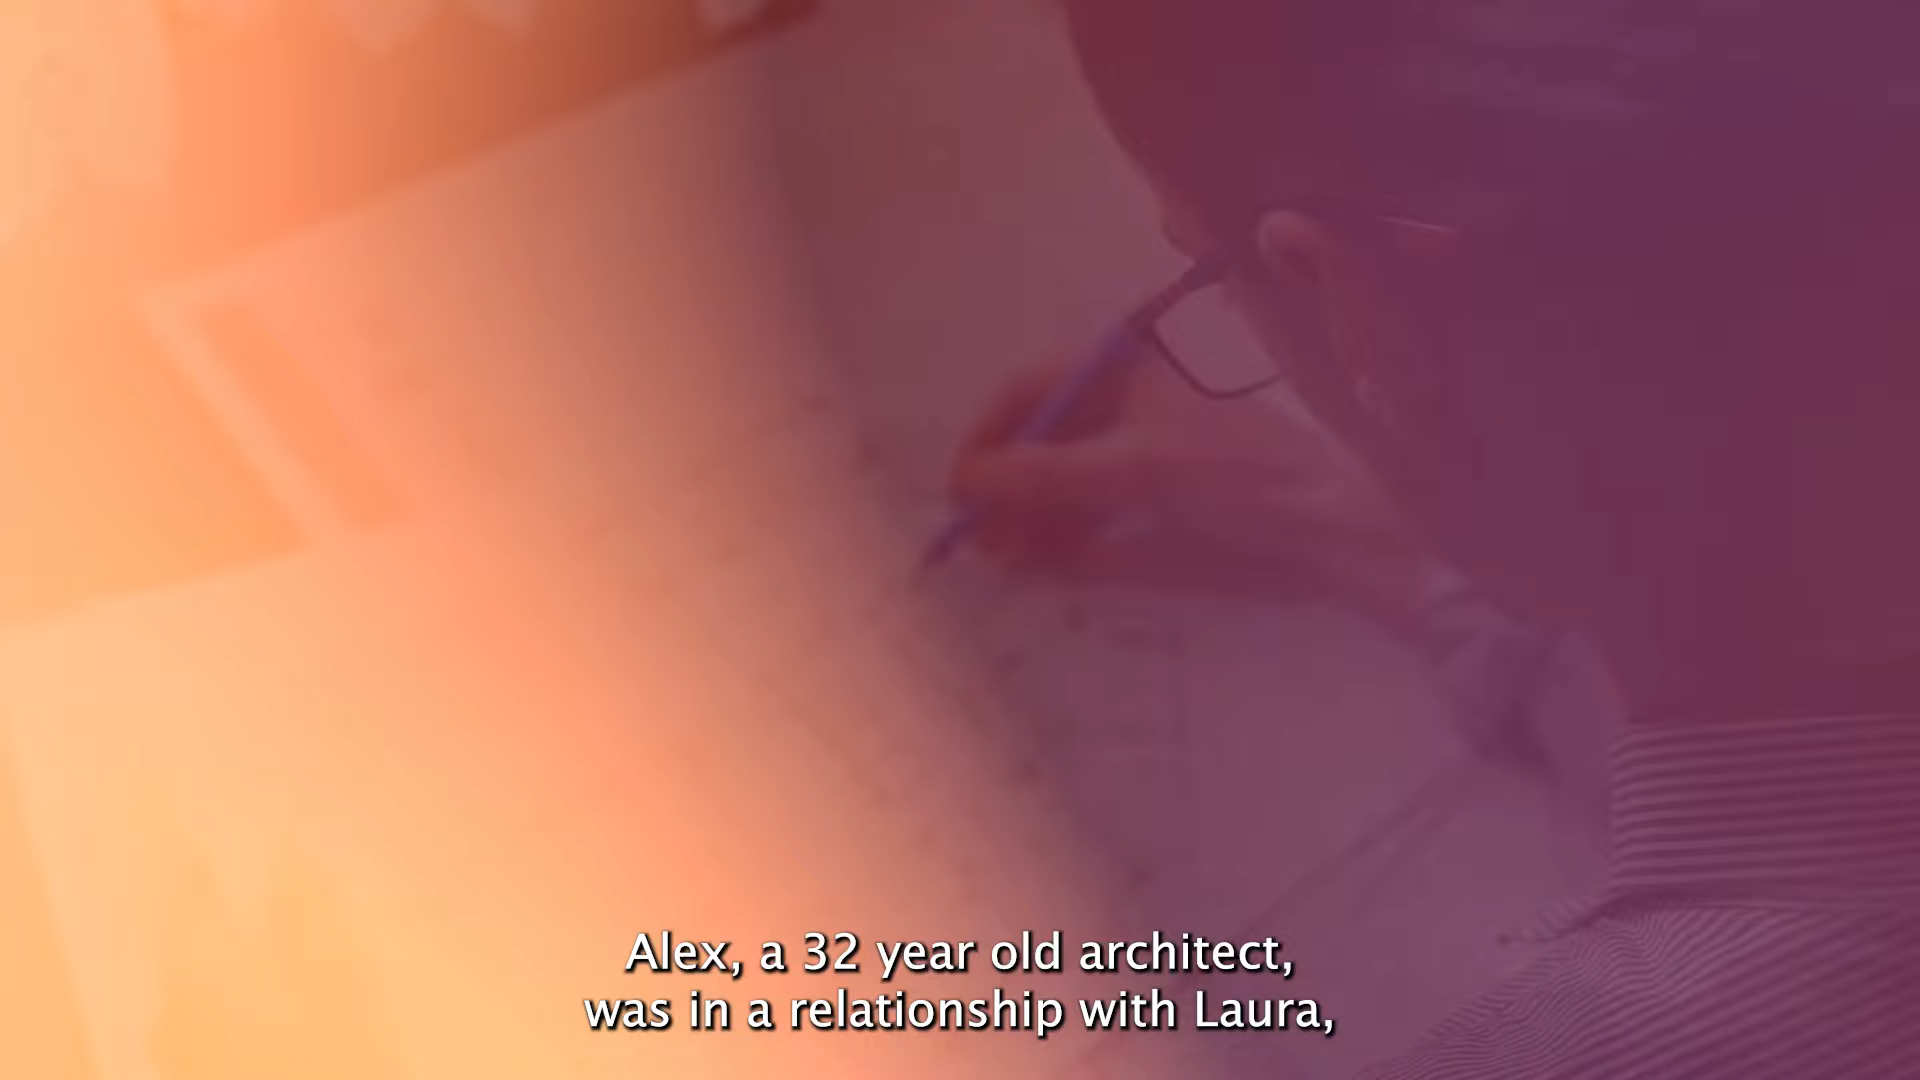 Alex, a 32 year old architect,
was in a relationship with Laura,